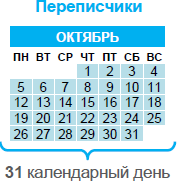 Переписчики
ОКТЯБРЬ
ПН ВТ СР ЧТ ПТ СБ ВС
1 2 3 4
5 6 7 8 9 10 11
12 13 14 15 16 17 18
19 20 21 22 23 24 25
26 27 28 29 30 31
31 календарный день